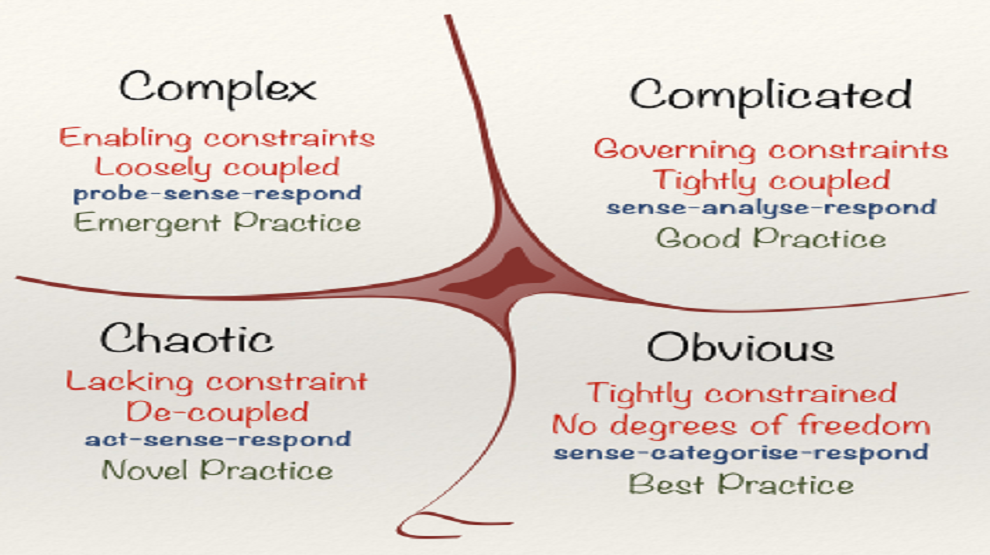 Complex
Enabling constraints
Loosely coupled
probe-sense-respond
Emergent Practice
Complicated
Governing constraints
Tightly coupled
sense-analyse-respond
Good Practice
Chaotic
Lacking constraint
De-coupled
act-sense-respond
Novel Practice
Obvious
Tightly constrained
No degrees of freedom
sense-categorise-respond
Best Practice